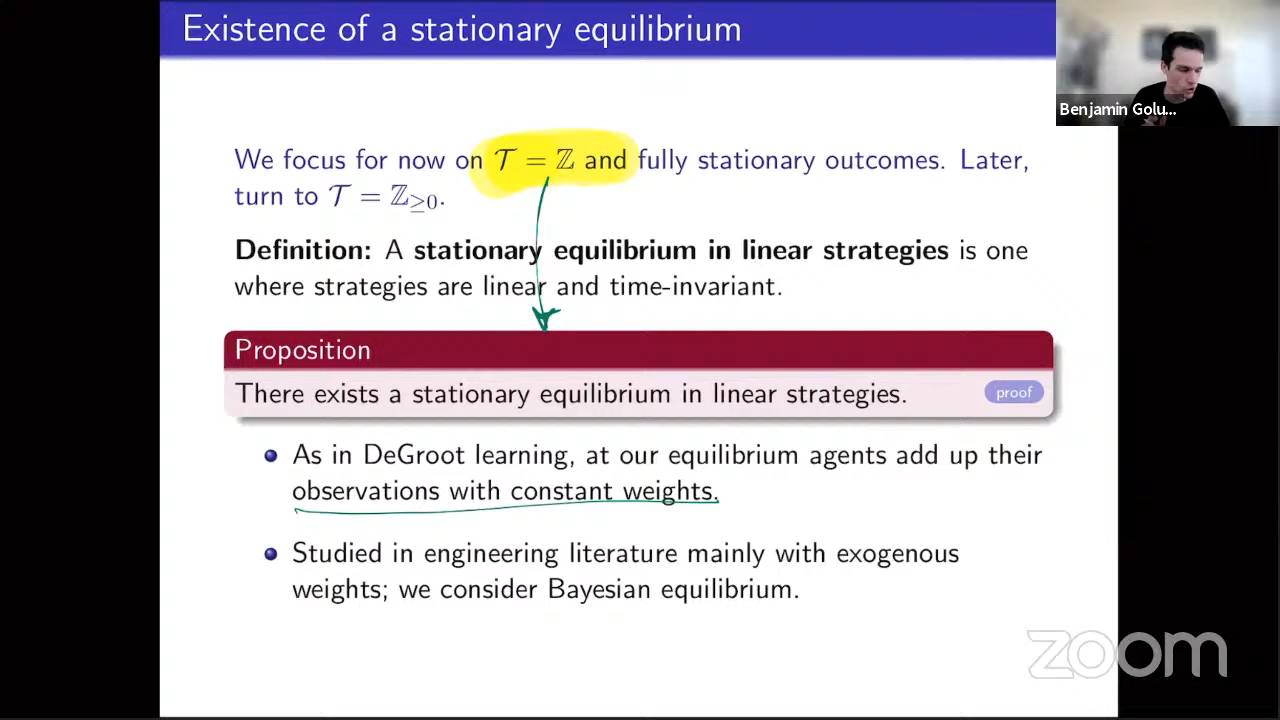 Existence of a stationary equilibrium
Benjamin Golu...
We focus for now on 𝒯 = ℤ and fully stationary outcomes. Later,
turn to 𝒯 = ℤ≥0.
Definition: A stationary equilibrium in linear strategies is one
where strategies are linear and time-invariant.
Proposition
There exists a stationary equilibrium in linear strategies.
proof
As in DeGroot learning, at our equilibrium agents add up their
observations with constant weights.
Studied in engineering literature mainly with exogenous
weights; we consider Bayesian equilibrium.
zoom